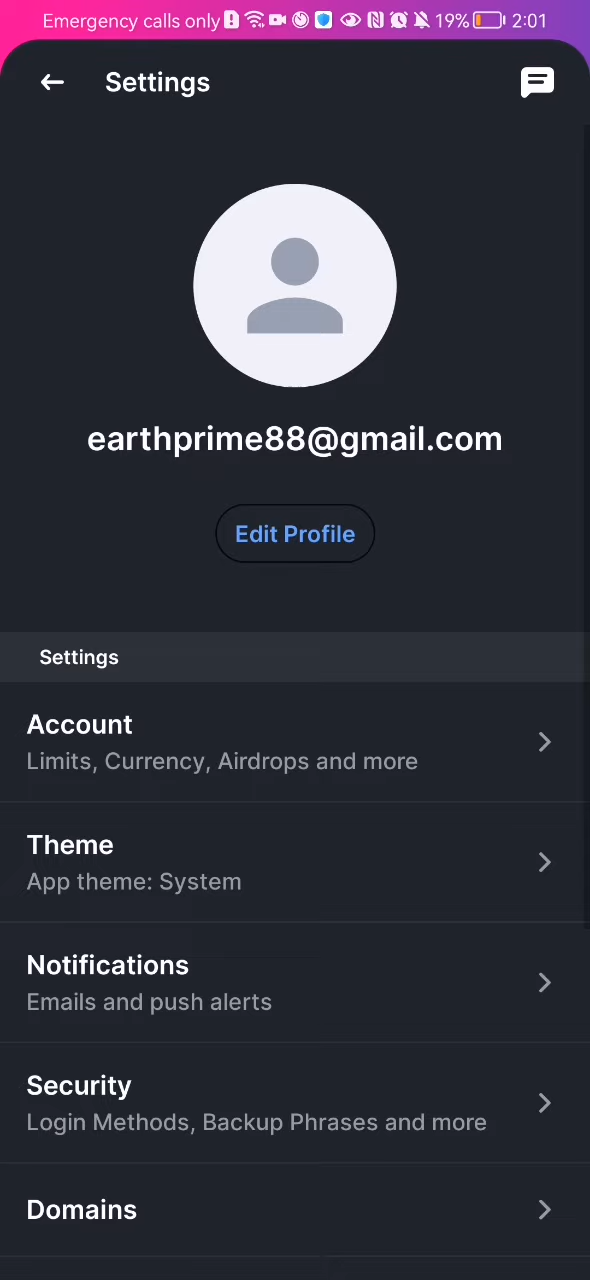 Earmergency calls only 19% 2:01
Settings
earthprime88@gmail.com
Edit Profile
Settings
Account
Limits, Currency, Airdrops and more
Theme
App theme: System
Notifications
Emails and push alerts
Security
Login Methods, Backup Phrases and more
Domains